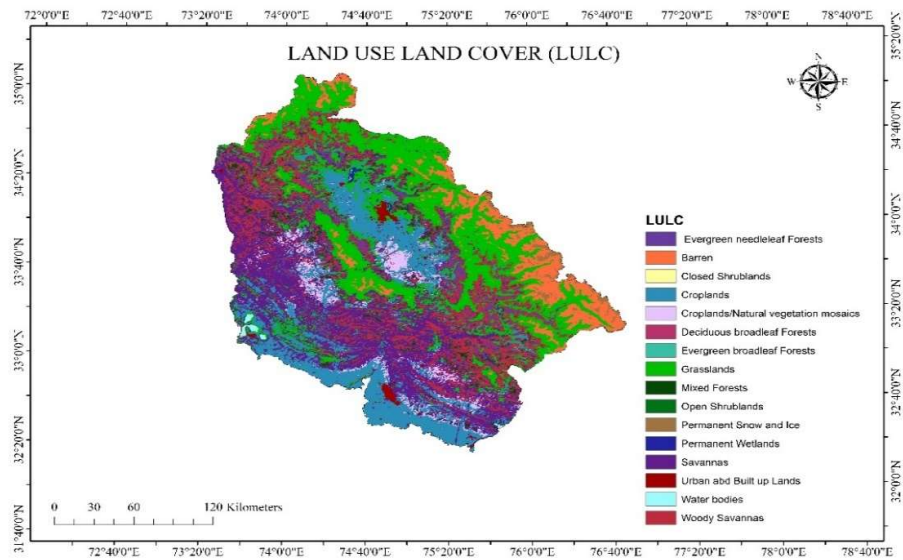 72°0'0"E 72°40'0"E 73°20'0"E 74°0'0"E 74°40'0"E 75°20'0"E 76°0'0"E 76°40'0"E 77°20'0"E 78°0'0"E 78°40'0"E
LAND USE LAND COVER (LULC)
N
W E
S
35°0'0"N
34°20'0"N
33°40'0"N
33°0'0"N
32°20'0"N
31°40'0"N
35°20'0"N
34°40'0"N
34°0'0"N
33°20'0"N
32°40'0"N
32°0'0"N
LULC
Evergreen needleleaf Forests
Barren
Closed Shrublands
Croplands
Croplands/Natural vegetation mosaics
Deciduous broadleaf Forests
Evergreen broadleaf Forests
Grasslands
Mixed Forests
Open Shrublands
Permanent Snow and Ice
Permanent Wetlands
Savannas
Urban abd Built up Lands
Water bodies
Woody Savannas
0 30 60 120 Kilometers
72°40'0"E 73°20'0"E 74°0'0"E 74°40'0"E 75°20'0"E 76°0'0"E 76°40'0"E 77°20'0"E 78°0'0"E 78°40'0"E